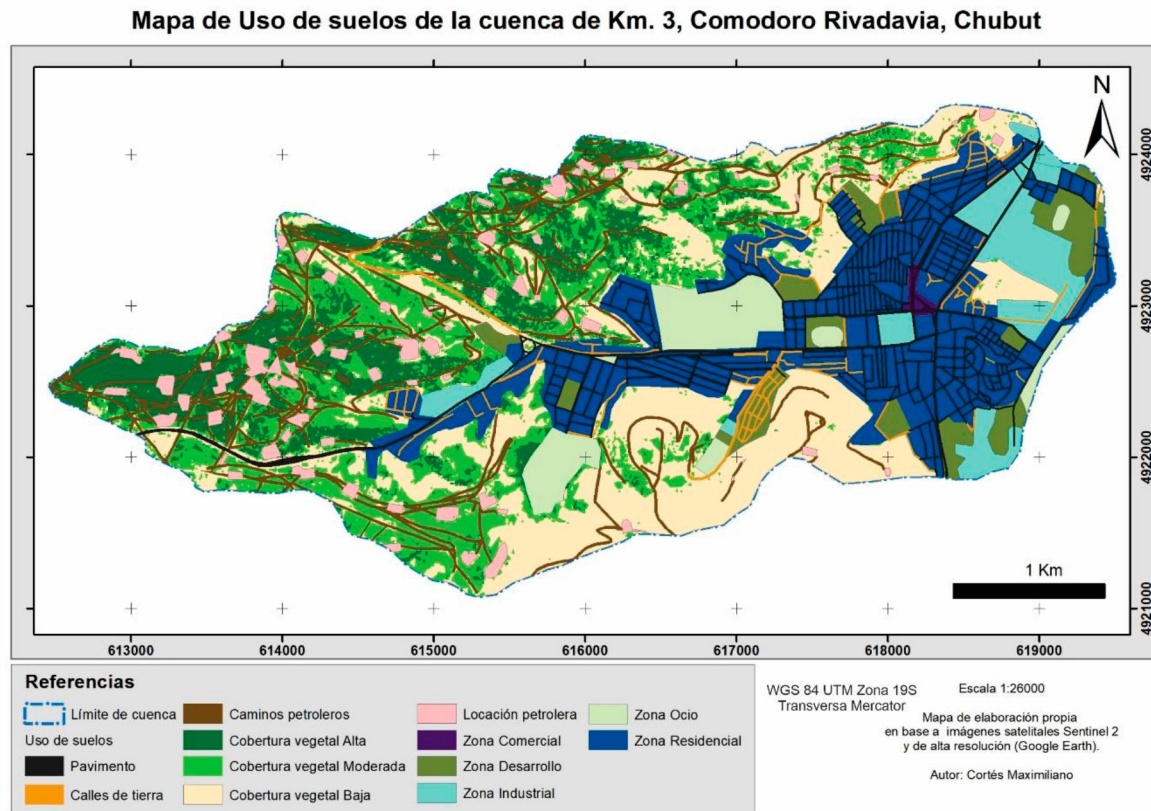 Mapa de Uso de suelos de la cuenca de Km. 3, Comodoro Rivadavia, Chubut
N
4924000
4923000
4922000
4921000
1 Km
613000
614000
615000
616000
617000
618000
619000
Referencias
Límite de cuenca
Uso de suelos
Pavimento
Calles de tierra
Caminos petroleros
Cobertura vegetal Alta
Cobertura vegetal Moderada
Cobertura vegetal Baja
Locación petrolera
Zona Comercial
Zona Desarrollo
Zona Industrial
Zona Ocio
Zona Residencial
WGS 84 UTM Zona 19S
Transversa Mercator
Escala 1:26000
Mapa de elaboración propia
en base a imágenes satelitales Sentinel 2
y de alta resolución (Google Earth).
Autor: Cortés Maximiliano